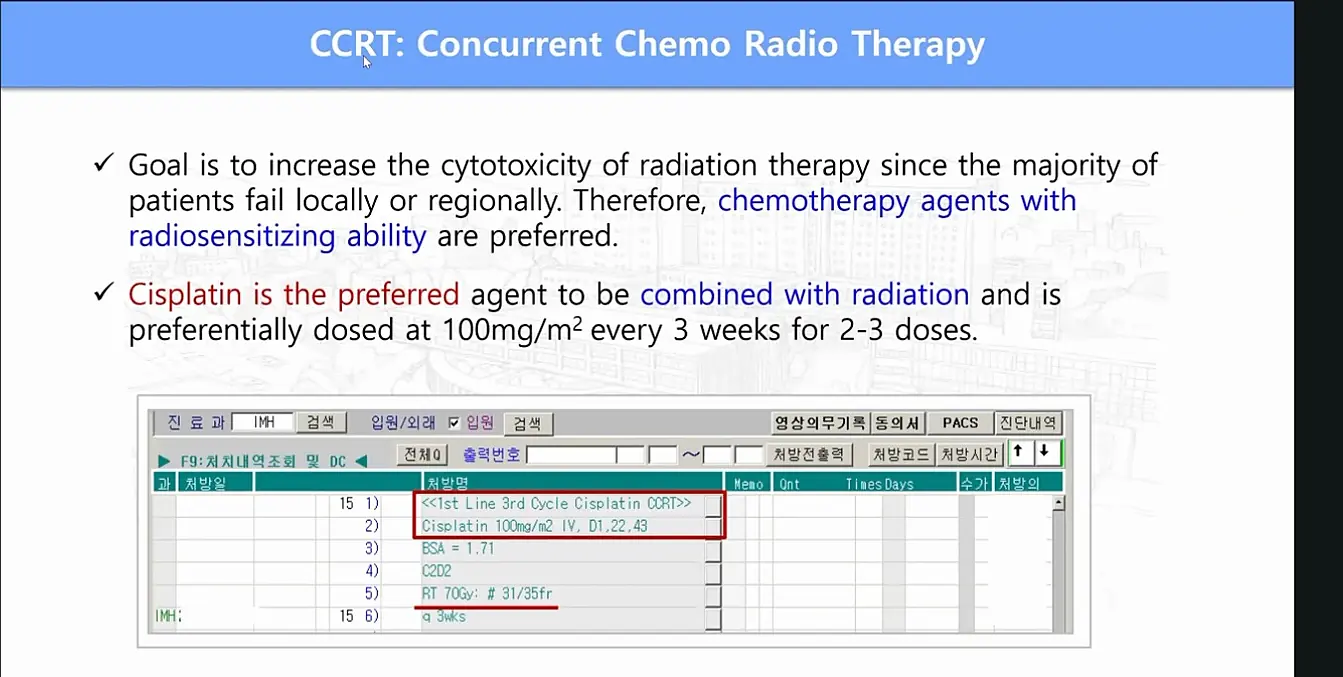 CCRT: Concurrent Chemo Radio Therapy
✓ Goal is to increase the cytotoxicity of radiation therapy since the majority of
patients fail locally or regionally. Therefore, chemotherapy agents with
radiosensitizing ability are preferred.
✓ Cisplatin is the preferred agent to be combined with radiation and is
preferentially dosed at 100mg/m² every 3 weeks for 2-3 doses.
진 료 과 IMH 검색 입원/외래 입원 검색 영상의무기록 동의서 PACS 진단내역
▶ F9:처치내역조회 및 DC ◀ 전체Q 출력번호 ~ 처방전출력 처방코드 처방시간 ↑ ↓
과 처방일 처방명 Memo Qnt Times Days 수가 처방의
15 1) <<1st Line 3rd Cycle Cisplatin CCRT>>
2) Cisplatin 100mg/m2 IV, D1,22,43
3) BSA = 1.71
4) C2D2
5) RT 70Gy: # 31/35fr
IMH: 15 6) q 3wks